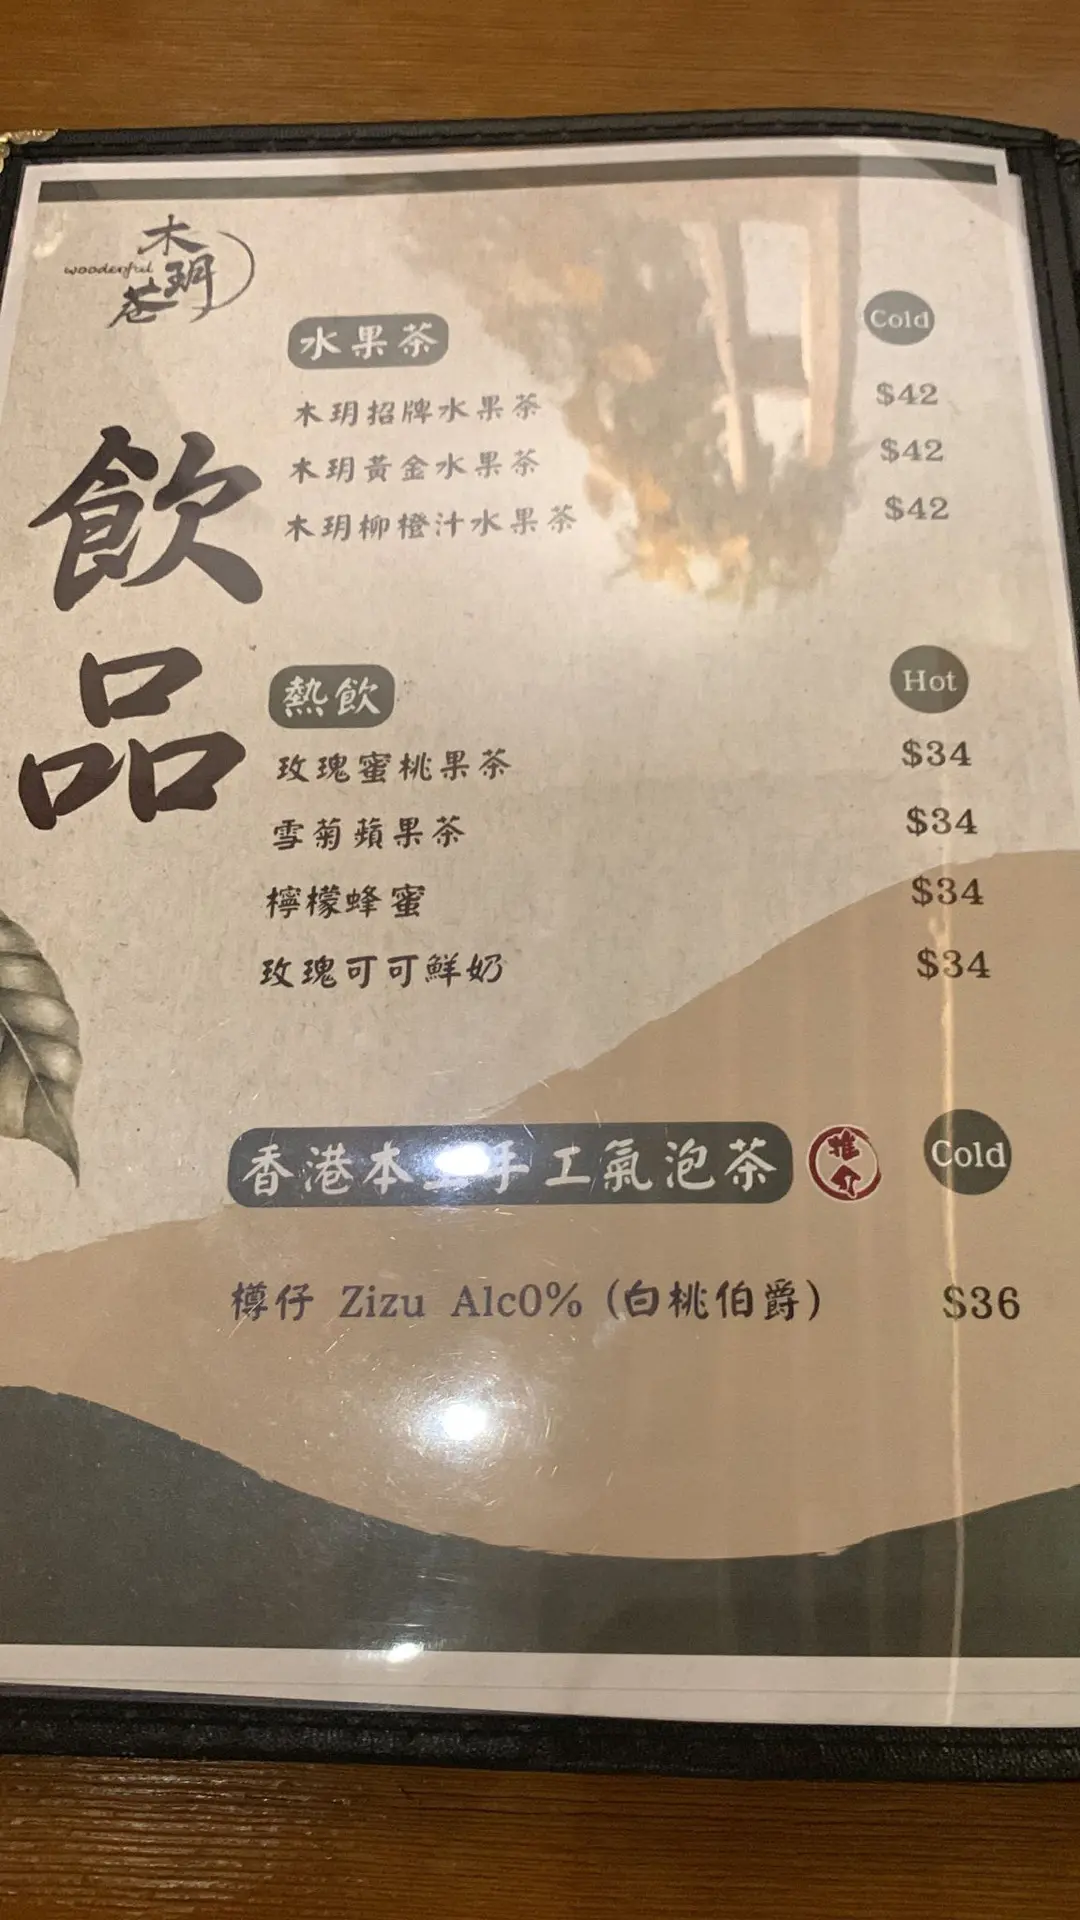 木玥巷
woodenful
飲品
水果茶
Cold
木玥招牌水果茶 $42
木玥黃金水果茶 $42
木玥柳橙汁水果茶 $42
熱飲
Hot
玫瑰蜜桃果茶 $34
雪菊蘋果茶 $34
檸檬蜂蜜 $34
玫瑰可可鮮奶 $34
香港本土手工氣泡茶 推介 Cold
樽仔 Zizu Alc0% (白桃伯爵) $36